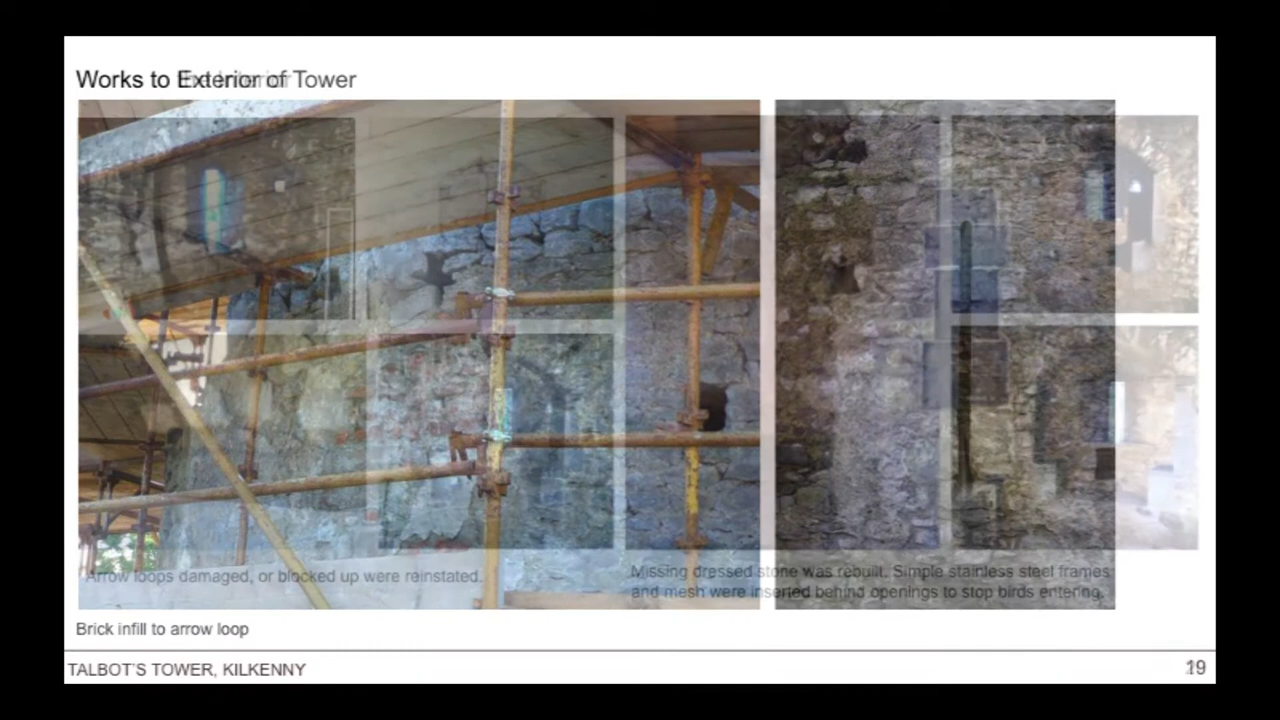 Works to Exterior of Tower
Arrow loops damaged, or blocked up were reinstated.
Missing dressed stone was rebuilt. Simple stainless steel frames
and mesh were inserted behind openings to stop birds entering.
Brick infill to arrow loop
TALBOT'S TOWER, KILKENNY
19